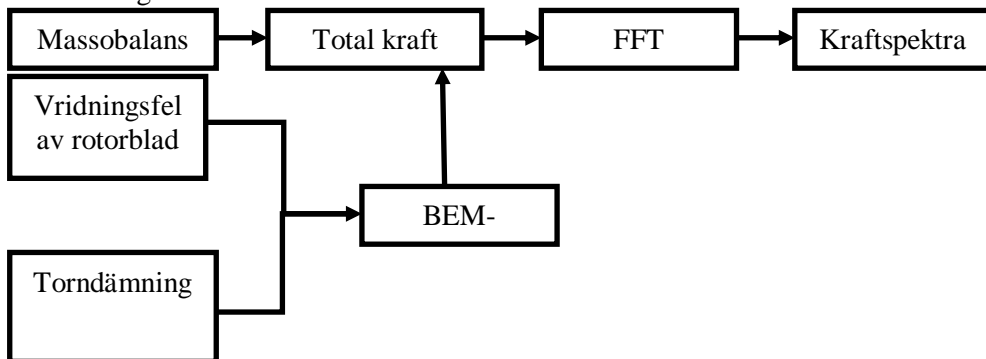 Massobalans
Total kraft
FFT
Kraftspektra
Vridningsfel
av rotorblad
BEM-
Torndämning